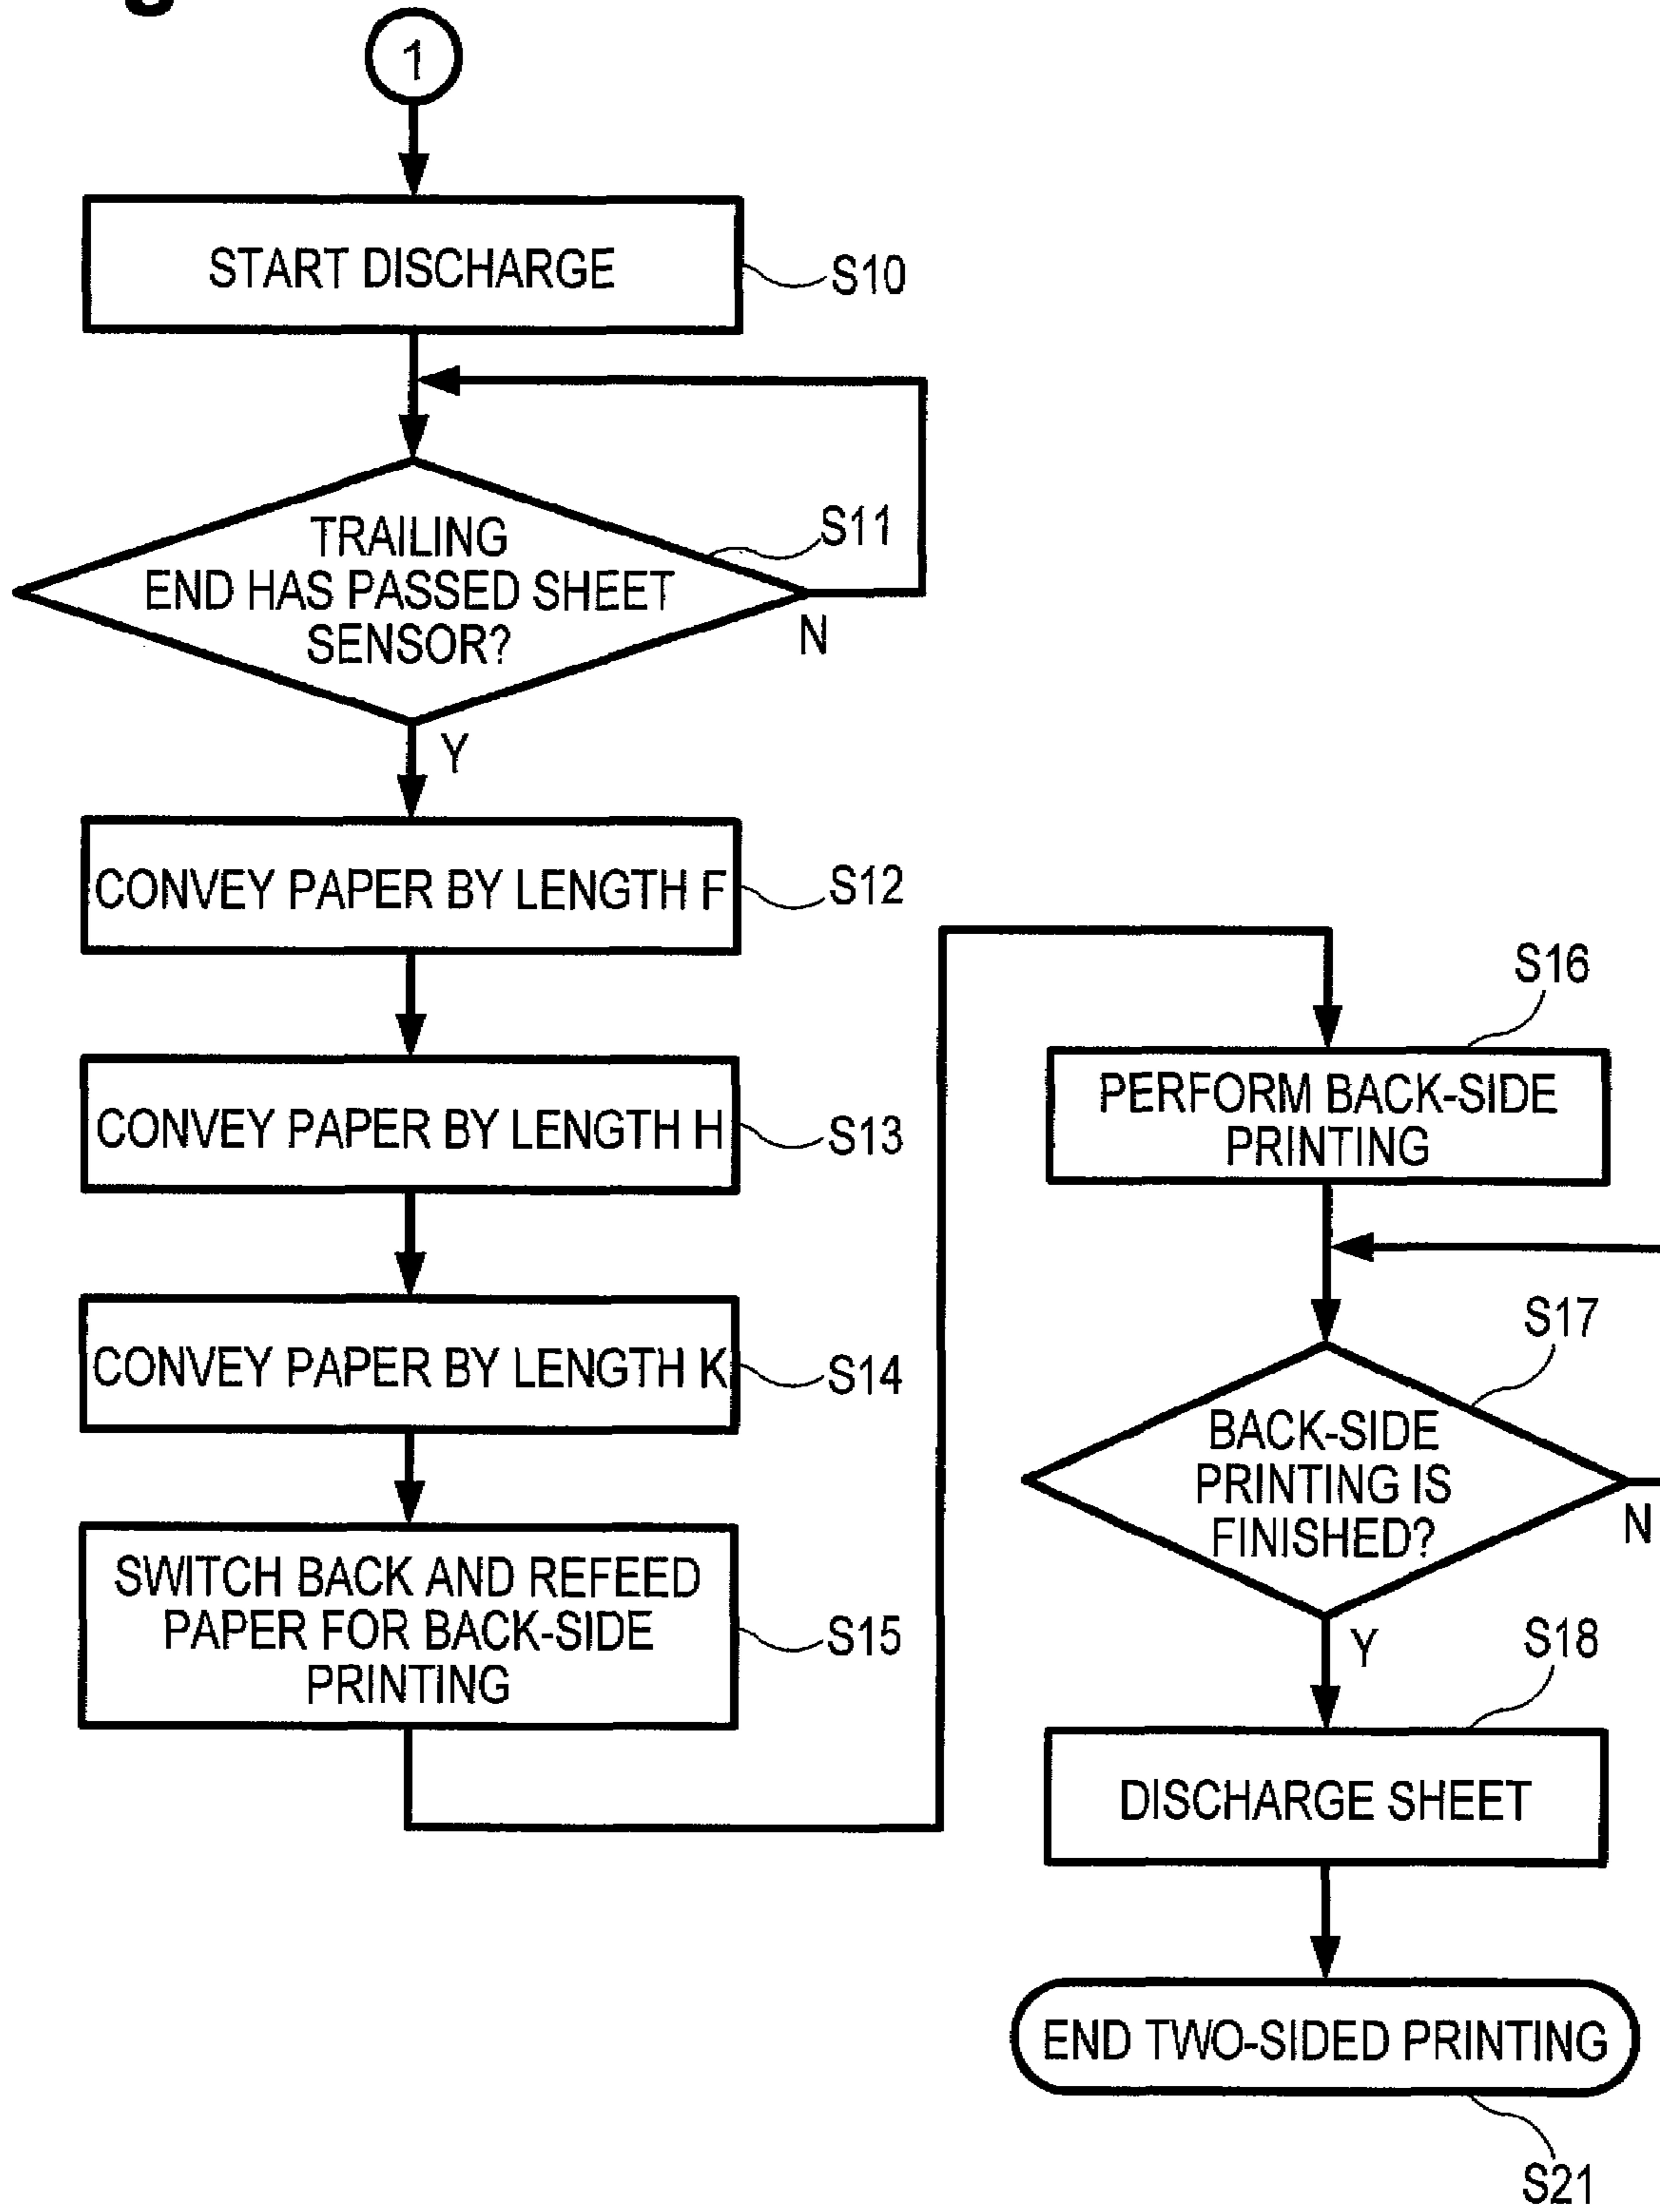 1
START DISCHARGE
S10
TRAILING
END HAS PASSED SHEET
SENSOR?
S11
N
Y
CONVEY PAPER BY LENGTH F
S12
CONVEY PAPER BY LENGTH H
S13
CONVEY PAPER BY LENGTH K
S14
SWITCH BACK AND REFEED
PAPER FOR BACK-SIDE
PRINTING
S15
S16
PERFORM BACK-SIDE
PRINTING
S17
BACK-SIDE
PRINTING IS
FINISHED?
N
Y
S18
DISCHARGE SHEET
END TWO-SIDED PRINTING
S21